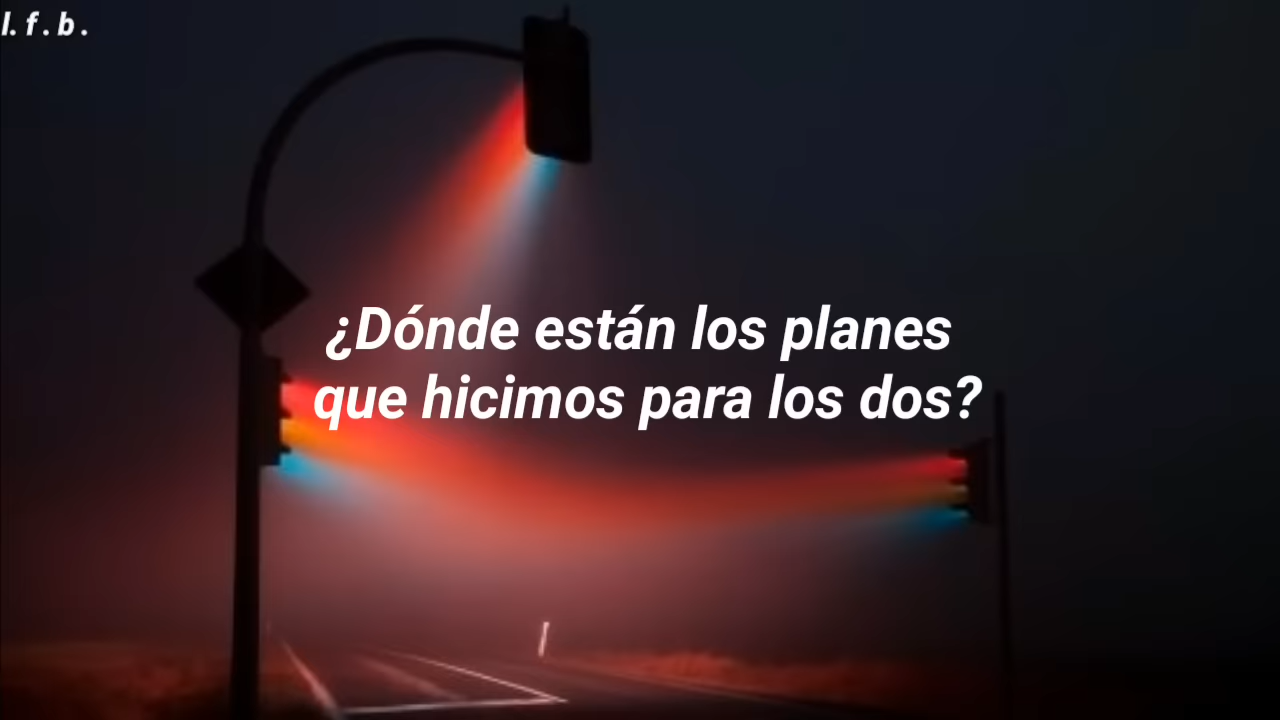 l. f . b .
¿Dónde están los planes
que hicimos para los dos?